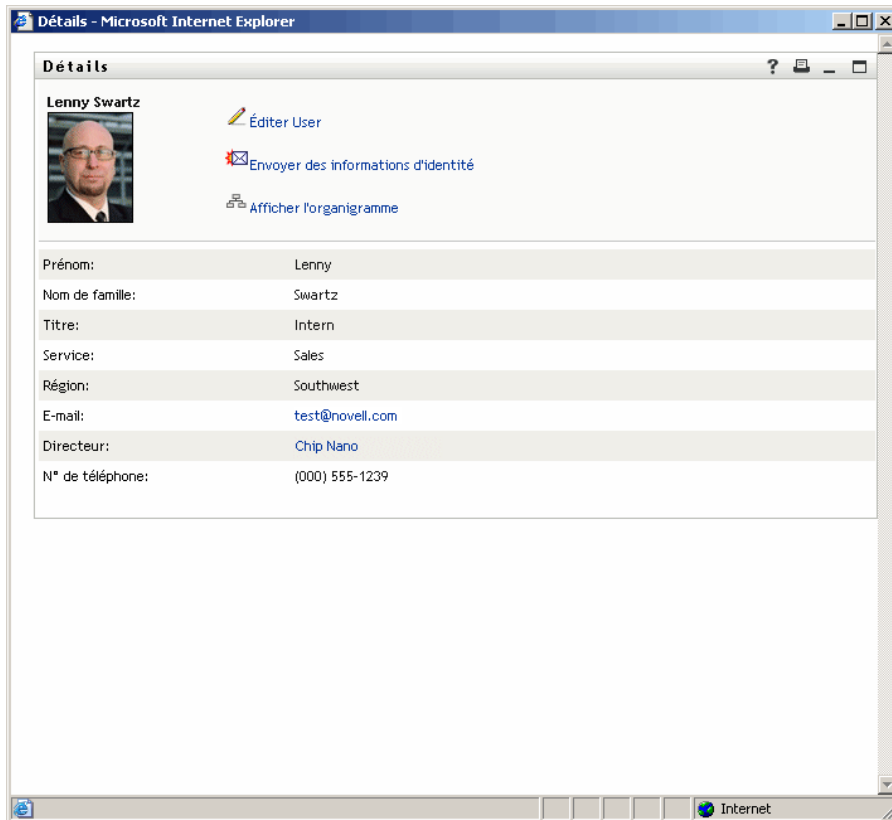 Détails - Microsoft Internet Explorer
Détails
?
Lenny Swartz
Éditer User
Envoyer des informations d'identité
Afficher l'organigramme
Prénom: Lenny
Nom de famille: Swartz
Titre: Intern
Service: Sales
Région: Southwest
E-mail: test@novell.com
Directeur: Chip Nano
N° de téléphone: (000) 555-1239
Internet